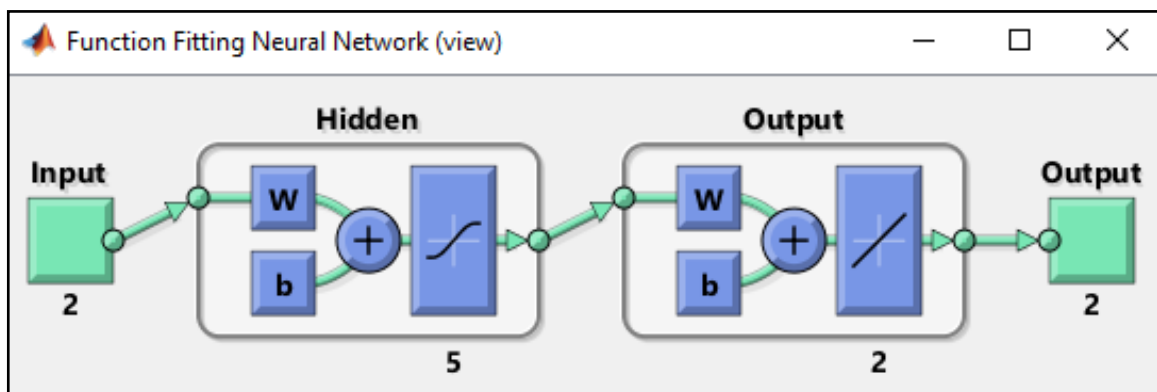 Function Fitting Neural Network (view)
Hidden
Output
Input
Output
W
W
+
+
b
b
2
2
5
2